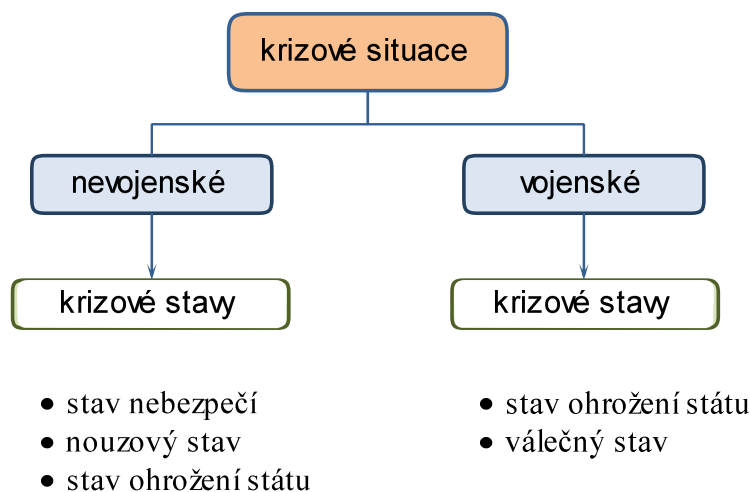 krizové situace
nevojenské
vojenské
krizové stavy
krizové stavy
• stav nebezpečí
• nouzový stav
• stav ohrožení státu
• stav ohrožení státu
• válečný stav